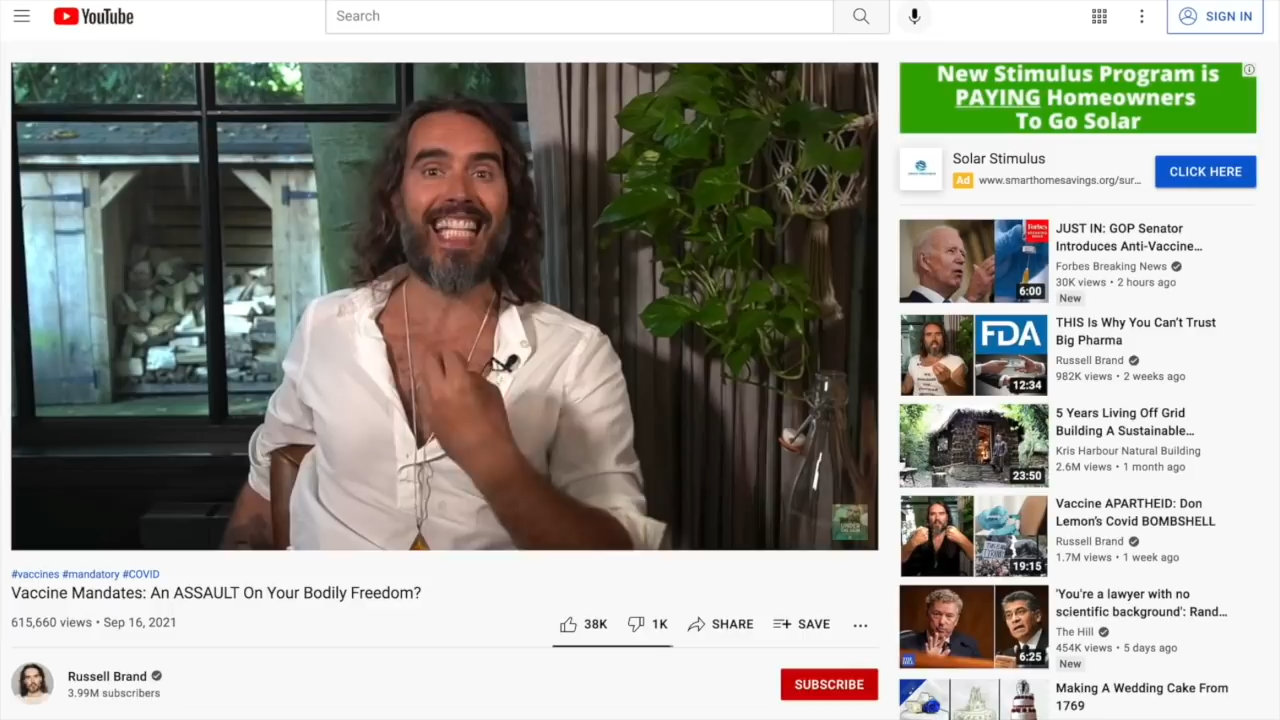 YouTube
Search
SIGN IN
New Stimulus Program is
PAYING Homeowners
To Go Solar
Solar Stimulus
Ad www.smarthomesavings.org/sur...
CLICK HERE
Forbes
6:00
JUST IN: GOP Senator
Introduces Anti-Vaccine...
Forbes Breaking News
30K views • 2 hours ago
New
FDA
12:34
THIS Is Why You Can't Trust
Big Pharma
Russell Brand
982K views • 2 weeks ago
23:50
5 Years Living Off Grid
Building A Sustainable...
Kris Harbour Natural Building
2.6M views • 1 month ago
19:15
Vaccine APARTHEID: Don
Lemon's Covid BOMBSHELL
Russell Brand
1.7M views • 1 week ago
6:25
'You're a lawyer with no
scientific background': Rand...
The Hill
454K views • 5 days ago
New
Making A Wedding Cake From
1769
#vaccines #mandatory #COVID
Vaccine Mandates: An ASSAULT On Your Bodily Freedom?
615,660 views • Sep 16, 2021
38K
1K
SHARE
SAVE
Russell Brand
3.99M subscribers
SUBSCRIBE